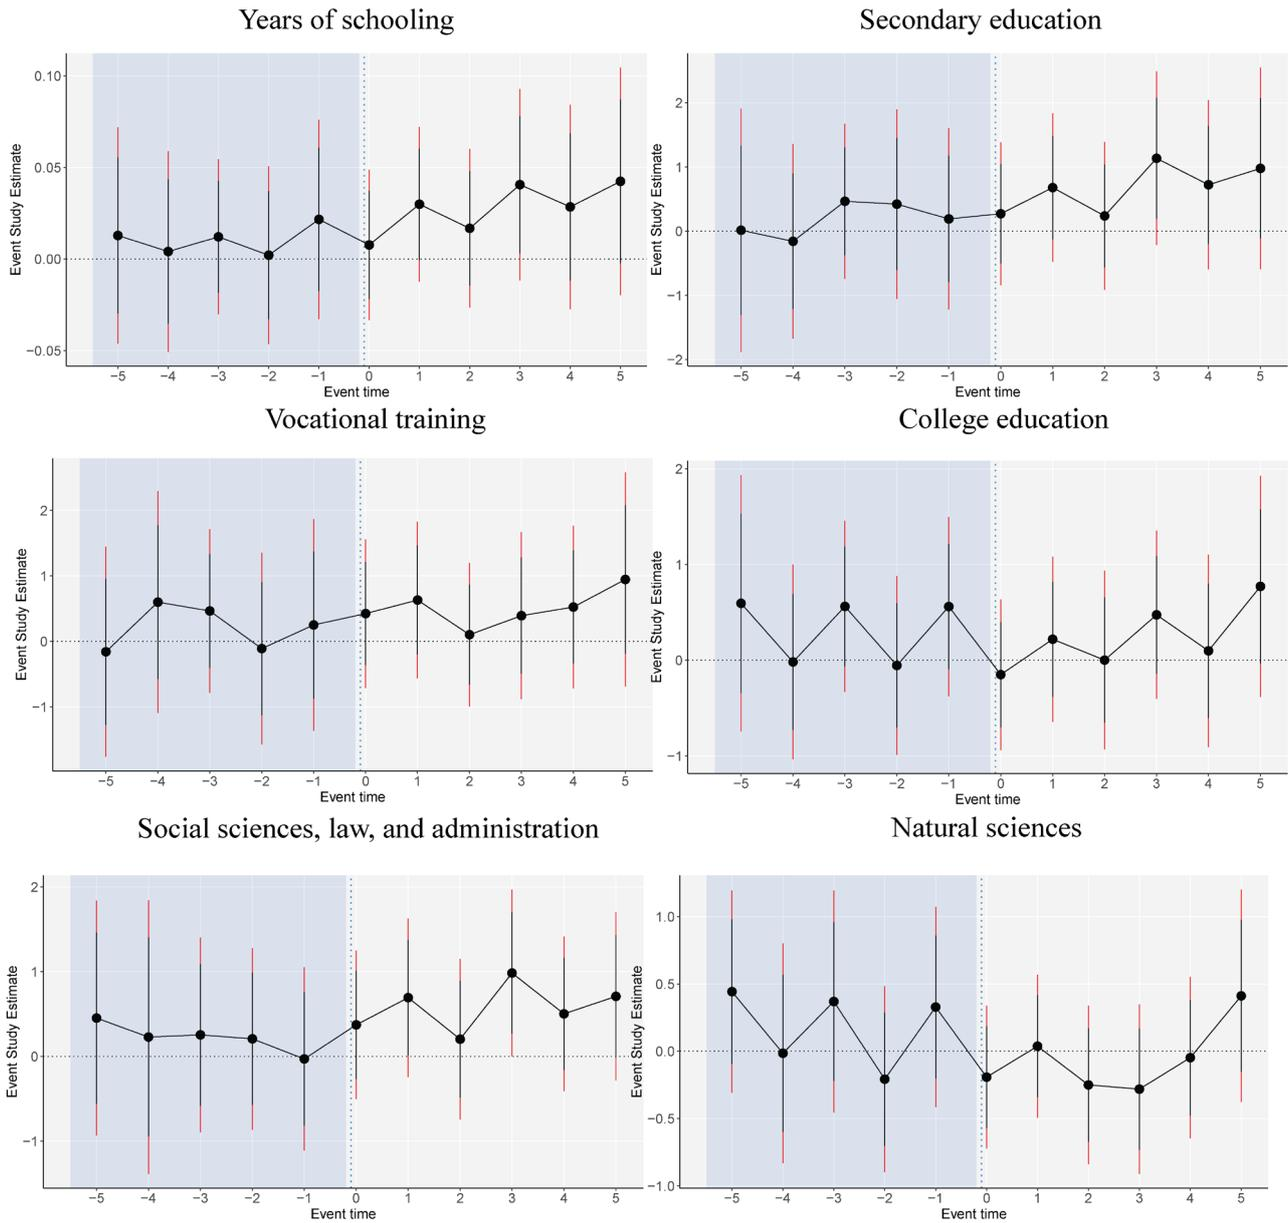 Years of schooling
Event Study Estimate
0.10
0.05
0.00
−0.05
−5 −4 −3 −2 −1 0 1 2 3 4 5
Event time
Secondary education
Event Study Estimate
2
1
0
−1
−2
−5 −4 −3 −2 −1 0 1 2 3 4 5
Event time
Vocational training
Event Study Estimate
2
1
0
−1
−5 −4 −3 −2 −1 0 1 2 3 4 5
Event time
College education
Event Study Estimate
2
1
0
−1
−5 −4 −3 −2 −1 0 1 2 3 4 5
Event time
Social sciences, law, and administration
Event Study Estimate
2
1
0
−1
−5 −4 −3 −2 −1 0 1 2 3 4 5
Event time
Natural sciences
Event Study Estimate
1.0
0.5
0.0
−0.5
−1.0
−5 −4 −3 −2 −1 0 1 2 3 4 5
Event time